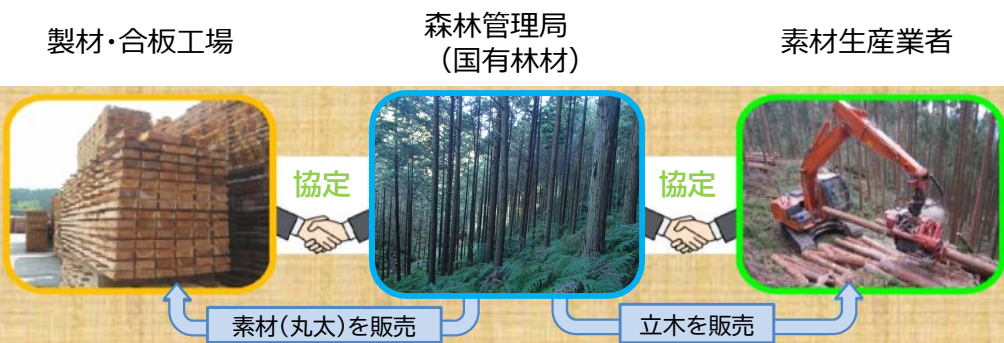 製材・合板工場
森林管理局
（国有林材）
素材生産業者
協定
協定
素材（丸太）を販売
立木を販売